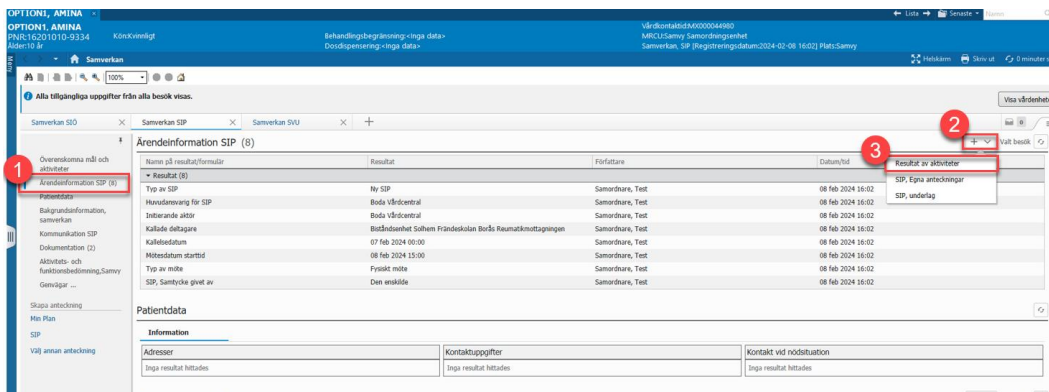 OPTION1, AMINA ×
← Lista → Senaste ▾ Namn
OPTION1, AMINA
PNR:16201010-9334 Kön:Kvinnligt
Ålder:10 år
Behandlingsbegränsning:<Inga data>
Dosdispensering:<Inga data>
Vårdkontaktid:MX000044980
MRCU:Samvy Samordningsenhet
Samverkan, SIP [Registreringsdatum:2024-02-08 16:02] Plats:Samvy
Meny
Samverkan
Helskärm Skriv ut 0 minuter s
100%
Alla tillgängliga uppgifter från alla besök visas.
Visa vårdenhet
Samverkan SIÖ × Samverkan SIP × Samverkan SVU × +
0
1
2
3
Överenskomna mål och
aktiviteter
Ärendeinformation SIP (8)
Patientdata
Bakgrundsinformation,
samverkan
Kommunikation SIP
Dokumentation (2)
Aktivitets- och
funktionsbedömning,Samvy
Genvägar ...
Skapa anteckning
Min Plan
SIP
Välj annan anteckning
Ärendeinformation SIP (8)
Valt besök
Resultat av aktiviteter
SIP, Egna anteckningar
SIP, underlag
Namn på resultat/formulär Resultat Författare Datum/tid
Resultat (8)
Typ av SIP Ny SIP Samordnare, Test 08 feb 2024 16:02
Huvudansvarig för SIP Boda Vårdcentral Samordnare, Test 08 feb 2024 16:02
Initierande aktör Boda Vårdcentral Samordnare, Test 08 feb 2024 16:02
Kallade deltagare Biståndsenhet Solhem Frändeskolan Borås Reumatikmottagningen Samordnare, Test 08 feb 2024 16:02
Kallelsedatum 07 feb 2024 00:00 Samordnare, Test 08 feb 2024 16:02
Mötesdatum starttid 08 feb 2024 15:00 Samordnare, Test 08 feb 2024 16:02
Typ av möte Fysiskt möte Samordnare, Test 08 feb 2024 16:02
SIP, Samtycke givet av Den enskilde Samordnare, Test 08 feb 2024 16:02
Patientdata
Information
Adresser Kontaktuppgifter Kontakt vid nödsituation
Inga resultat hittades Inga resultat hittades Inga resultat hittades